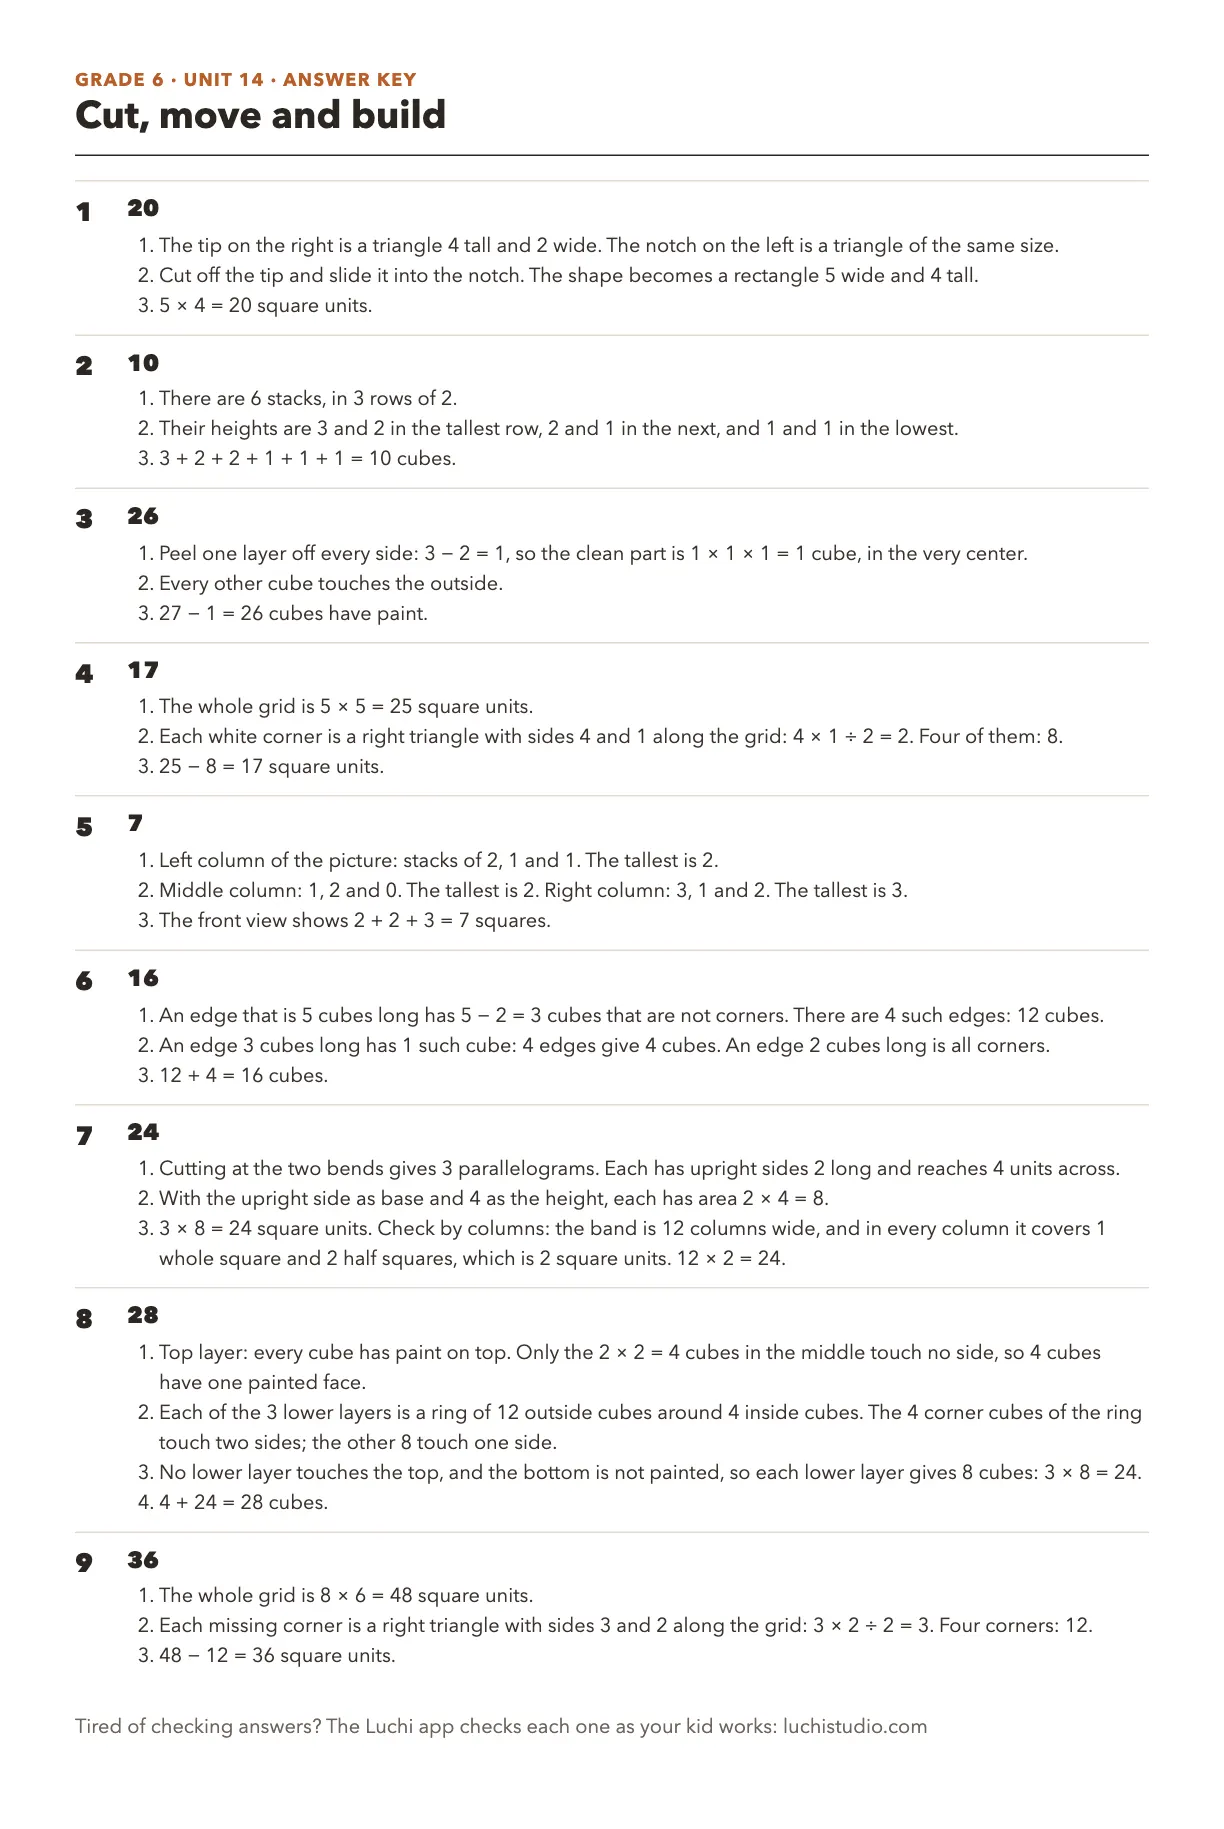 GRADE 6 · UNIT 14 · ANSWER KEY
Cut, move and build
1 20
1. The tip on the right is a triangle 4 tall and 2 wide. The notch on the left is a triangle of the same size.
2. Cut off the tip and slide it into the notch. The shape becomes a rectangle 5 wide and 4 tall.
3. 5 × 4 = 20 square units.
2 10
1. There are 6 stacks, in 3 rows of 2.
2. Their heights are 3 and 2 in the tallest row, 2 and 1 in the next, and 1 and 1 in the lowest.
3. 3 + 2 + 2 + 1 + 1 + 1 = 10 cubes.
3 26
1. Peel one layer off every side: 3 − 2 = 1, so the clean part is 1 × 1 × 1 = 1 cube, in the very center.
2. Every other cube touches the outside.
3. 27 − 1 = 26 cubes have paint.
4 17
1. The whole grid is 5 × 5 = 25 square units.
2. Each white corner is a right triangle with sides 4 and 1 along the grid: 4 × 1 ÷ 2 = 2. Four of them: 8.
3. 25 − 8 = 17 square units.
5 7
1. Left column of the picture: stacks of 2, 1 and 1. The tallest is 2.
2. Middle column: 1, 2 and 0. The tallest is 2. Right column: 3, 1 and 2. The tallest is 3.
3. The front view shows 2 + 2 + 3 = 7 squares.
6 16
1. An edge that is 5 cubes long has 5 − 2 = 3 cubes that are not corners. There are 4 such edges: 12 cubes.
2. An edge 3 cubes long has 1 such cube: 4 edges give 4 cubes. An edge 2 cubes long is all corners.
3. 12 + 4 = 16 cubes.
7 24
1. Cutting at the two bends gives 3 parallelograms. Each has upright sides 2 long and reaches 4 units across.
2. With the upright side as base and 4 as the height, each has area 2 × 4 = 8.
3. 3 × 8 = 24 square units. Check by columns: the band is 12 columns wide, and in every column it covers 1
whole square and 2 half squares, which is 2 square units. 12 × 2 = 24.
8 28
1. Top layer: every cube has paint on top. Only the 2 × 2 = 4 cubes in the middle touch no side, so 4 cubes
have one painted face.
2. Each of the 3 lower layers is a ring of 12 outside cubes around 4 inside cubes. The 4 corner cubes of the ring
touch two sides; the other 8 touch one side.
3. No lower layer touches the top, and the bottom is not painted, so each lower layer gives 8 cubes: 3 × 8 = 24.
4. 4 + 24 = 28 cubes.
9 36
1. The whole grid is 8 × 6 = 48 square units.
2. Each missing corner is a right triangle with sides 3 and 2 along the grid: 3 × 2 ÷ 2 = 3. Four corners: 12.
3. 48 − 12 = 36 square units.
Tired of checking answers? The Luchi app checks each one as your kid works: luchistudio.com